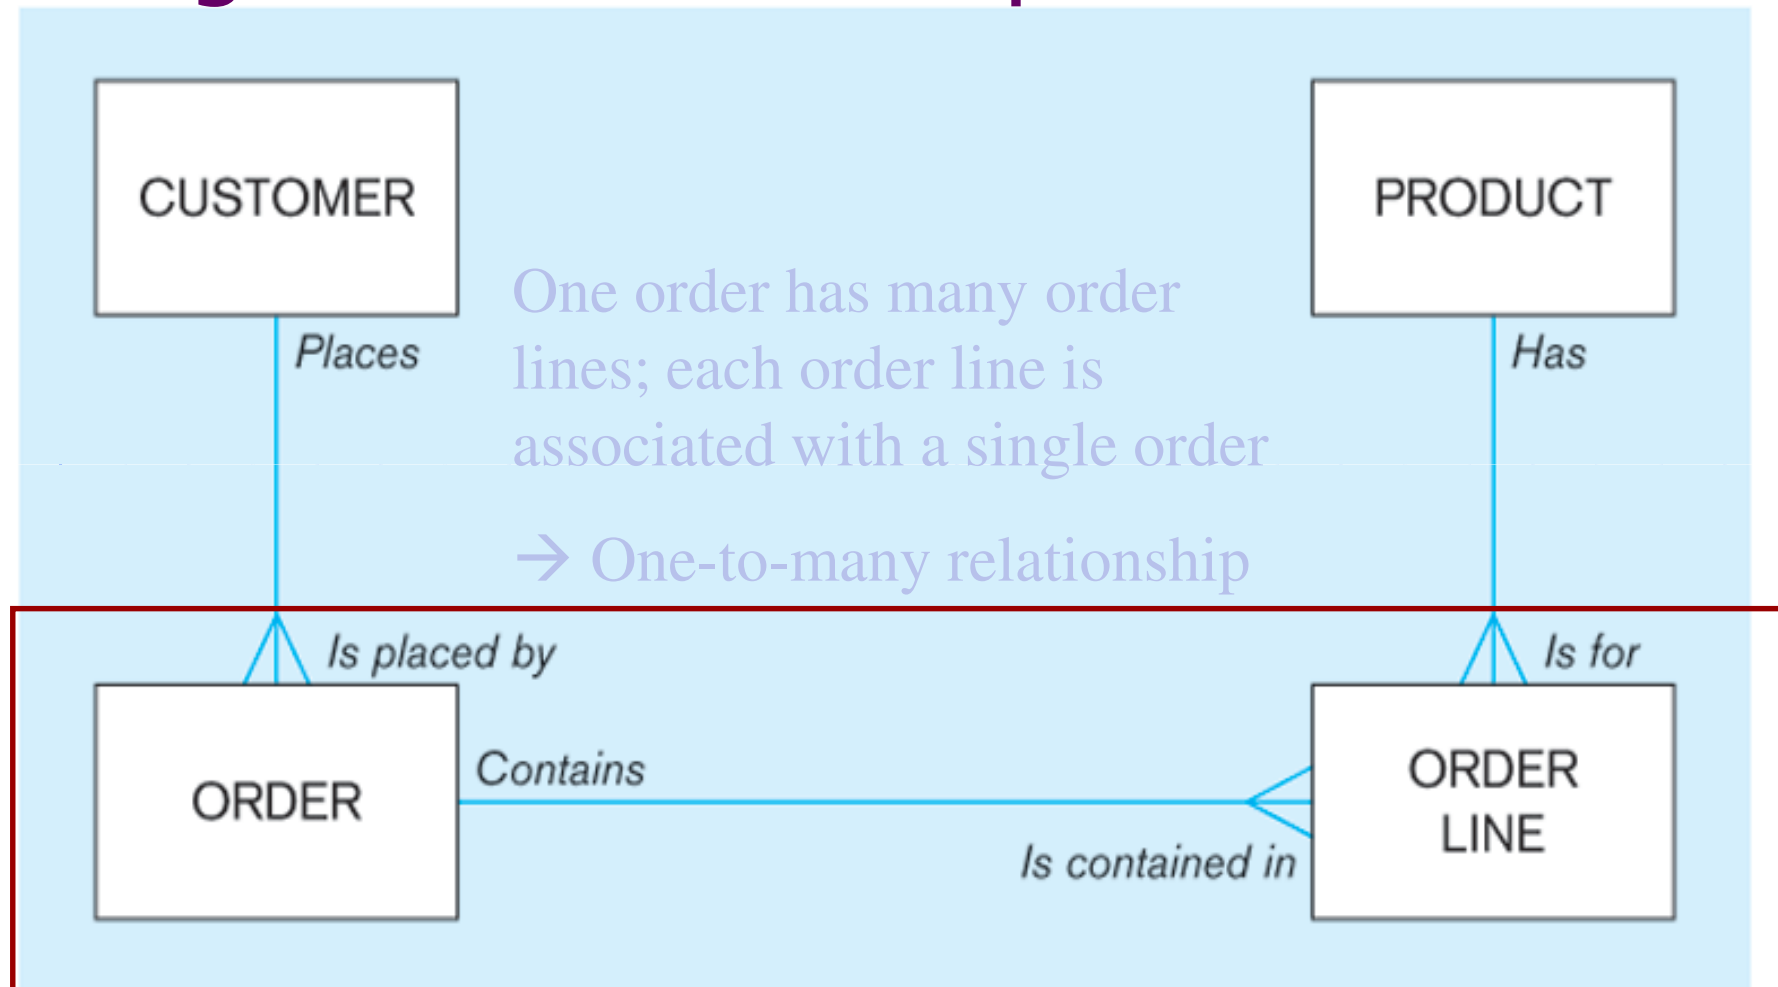 CUSTOMER
PRODUCT
Places
Has
One order has many order
lines; each order line is
associated with a single order
→ One-to-many relationship
Is placed by
Is for
ORDER
Contains
Is contained in
ORDER
LINE